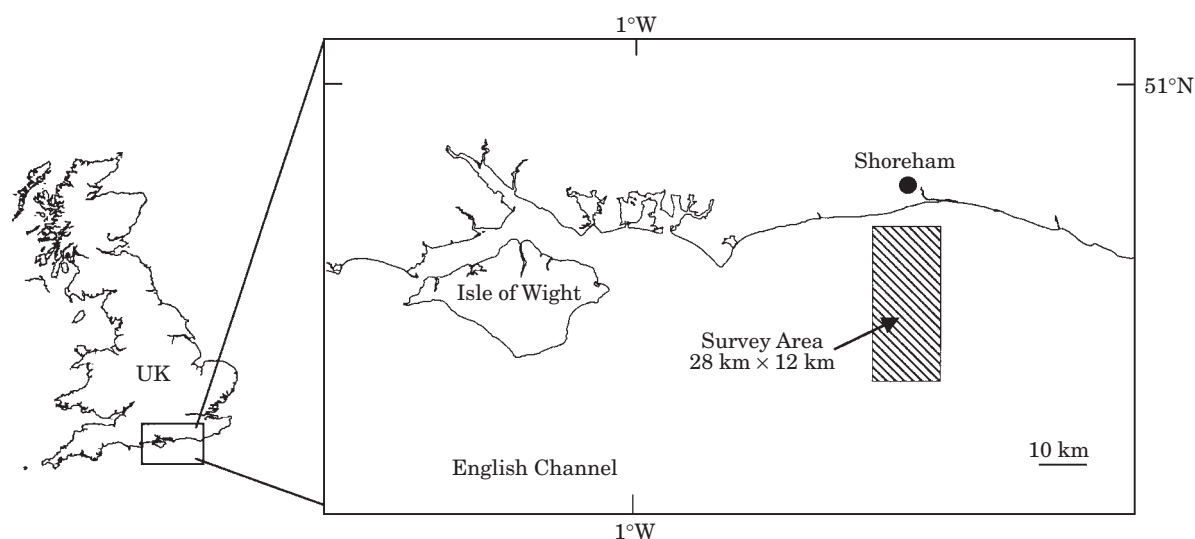 1°W
51°N
Shoreham
Isle of Wight
Survey Area
28 km × 12 km
UK
10 km
English Channel
1°W